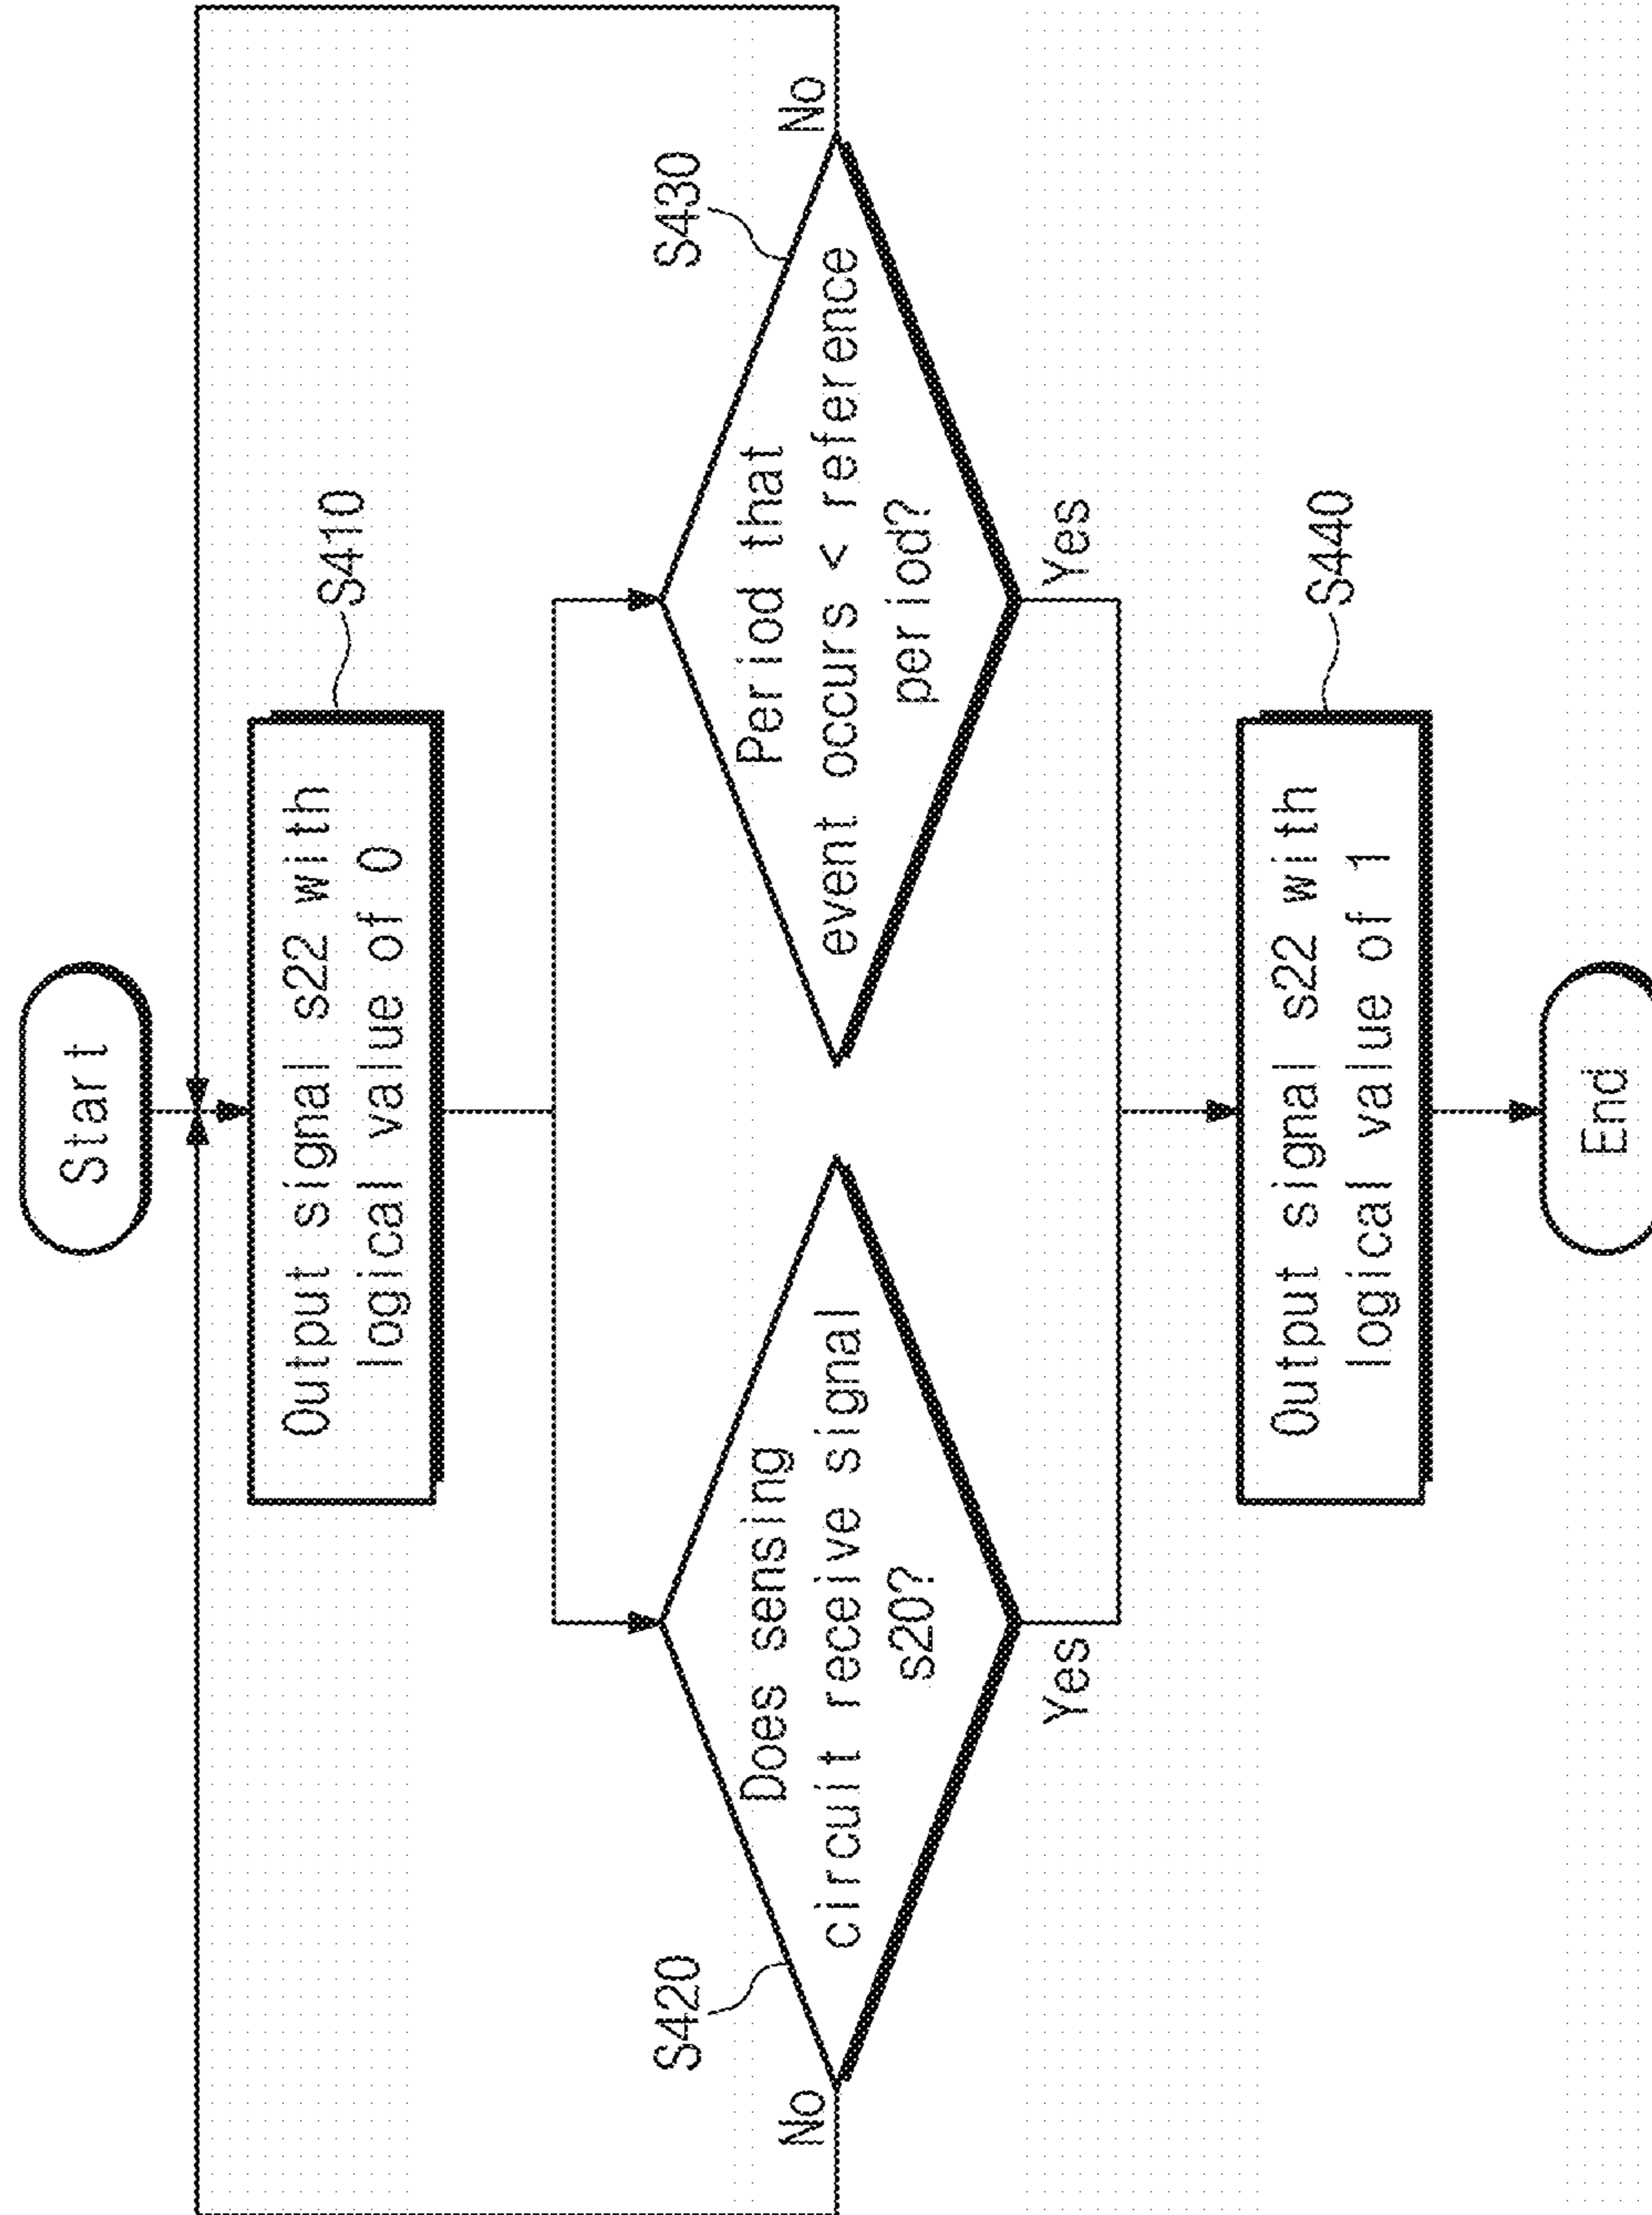 Start
Output signal s22 with
logical value of 0
S410
S420
Does sensing
circuit receive signal
s20?
No
Yes
S430
Period that
event occurs < reference
period?
No
Yes
Output signal s22 with
logical value of 1
S440
End